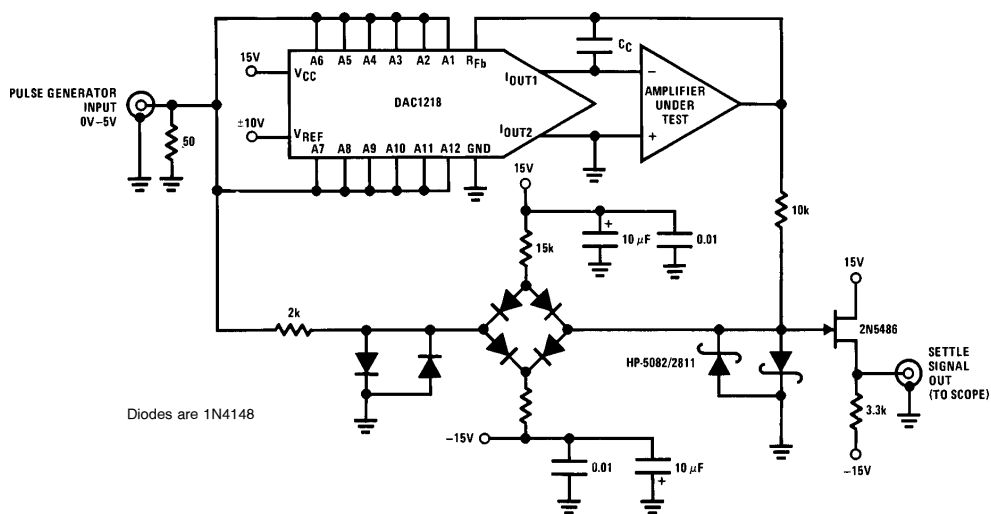 A6 A5 A4 A3 A2 A1 RFb
CC
15V
VCC
IOUT1
DAC1218
AMPLIFIER
UNDER
TEST
−
+
PULSE GENERATOR
INPUT
0V–5V
50
±10V
VREF
IOUT2
A7 A8 A9 A10 A11 A12 GND
15V
15k
+
10 μF
0.01
10k
15V
2k
2N5486
HP-5082/2811
SETTLE
SIGNAL
OUT
(TO SCOPE)
3.3k
Diodes are 1N4148
–15V
0.01
10 μF
+
–15V